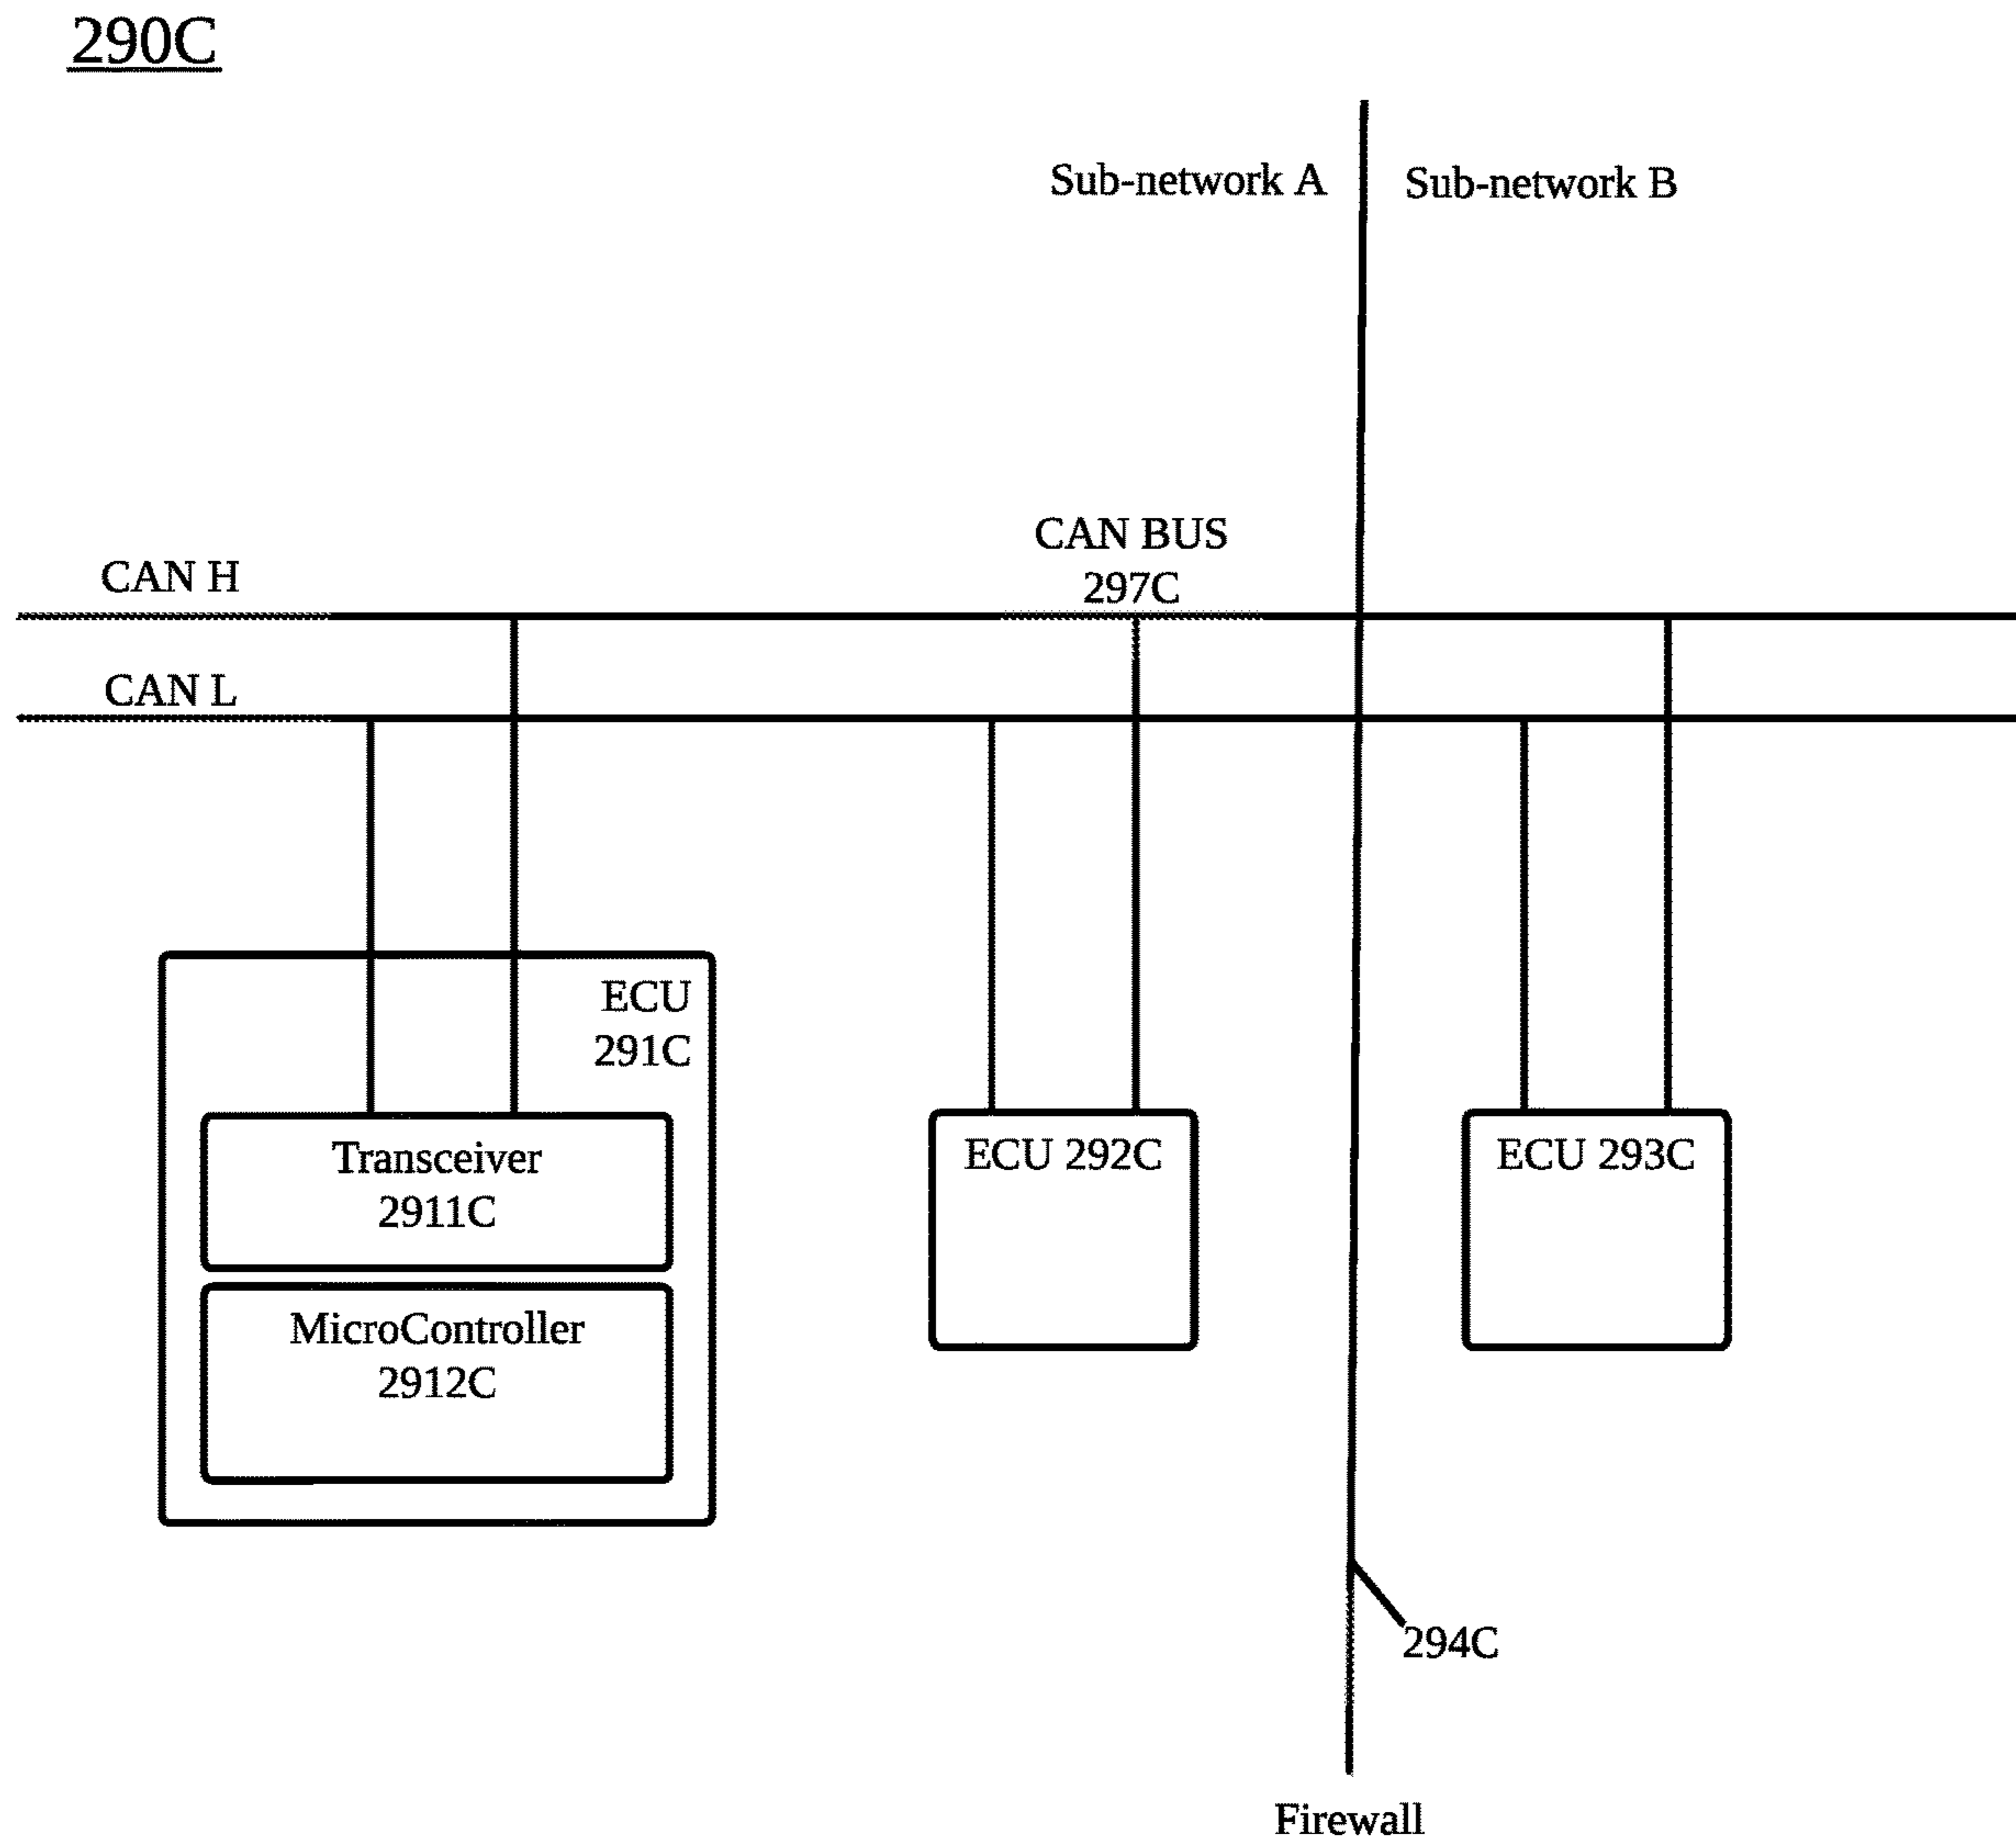 290C
Sub-network A
Sub-network B
CAN BUS
297C
CAN H
CAN L
ECU
291C
Transceiver
2911C
MicroController
2912C
ECU 292C
ECU 293C
294C
Firewall